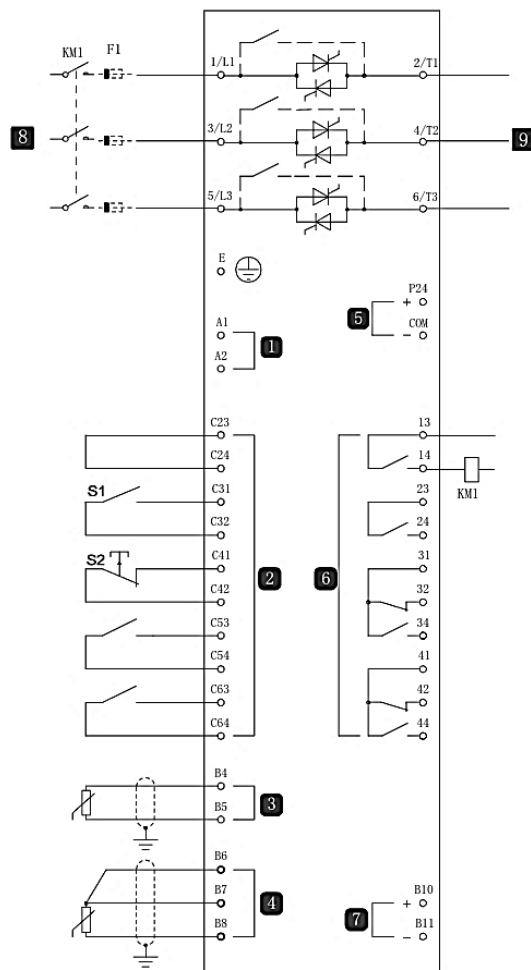 KM1 F1 1/L1 2/T1
8 3/L2 4/T2 9
5/L3 6/T3
E
P24
5 +
A1 COM
1 -
A2
C23 13
C24 14
KM1
S1 C31 23
C32 24
S2 C41 31
2 6
C42 32
C53 34
C54 41
C63 42
C64 44
B4
3
B5
B6
B7 B10
4 7 +
B8 B11
-